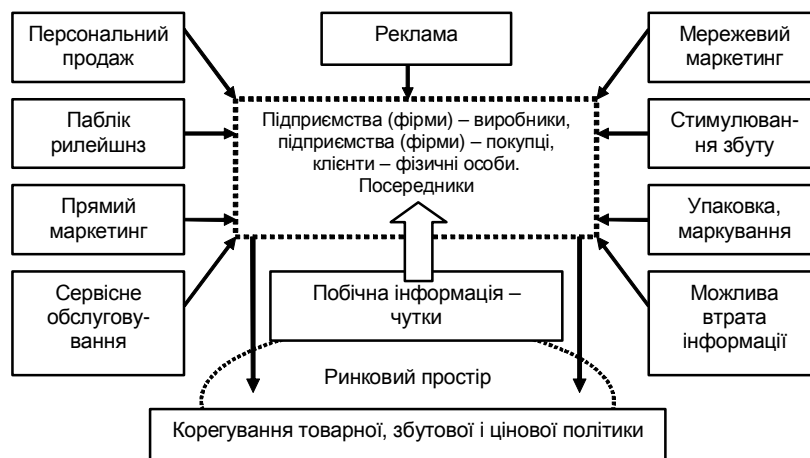 Персональний
продаж
Реклама
Мережевий
маркетинг
Паблік
рилейшнз
Підприємства (фірми) – виробники,
підприємства (фірми) – покупці,
клієнти – фізичні особи.
Посередники
Стимулюван-
ня збуту
Прямий
маркетинг
Упаковка,
маркування
Сервісне
обслугову-
вування
Побічна інформація –
чутки
Можлива
втрата
інформації
Ринковий простір
Корегування товарної, збутової і цінової політики